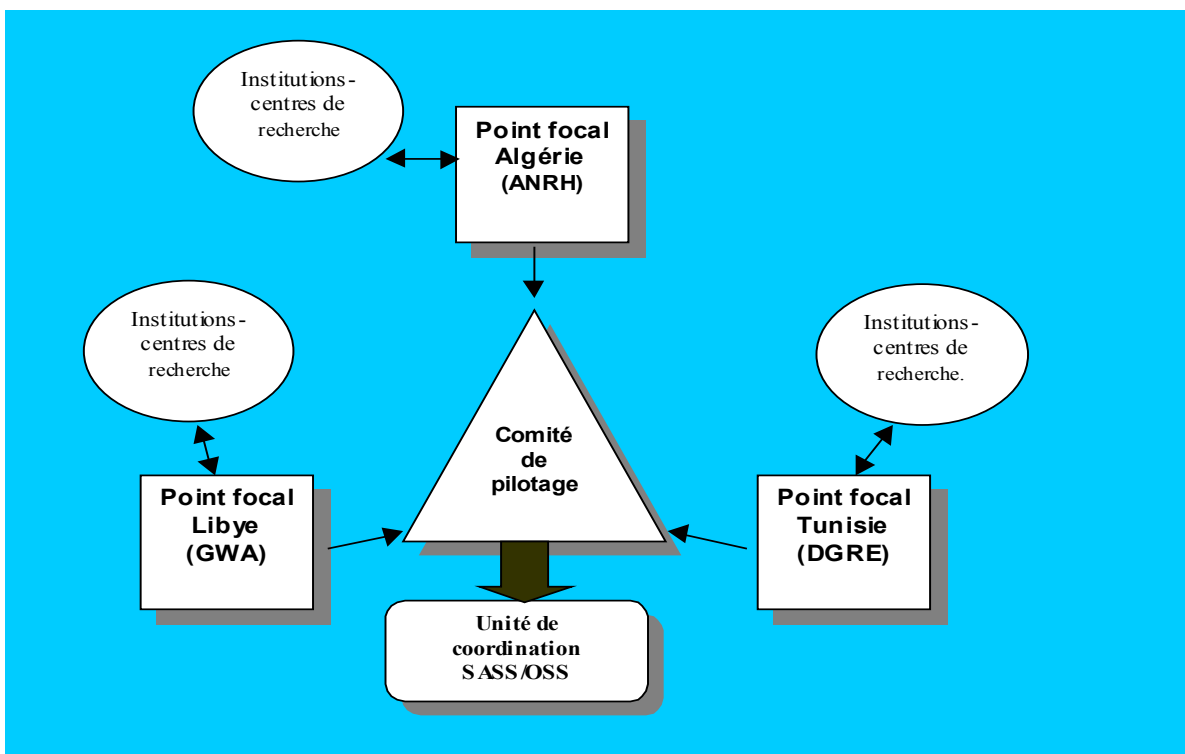 Institutions-
centres de
recherche
Point focal
Algérie
(ANRH)
Institutions-
centres de
recherche
Institutions-
centres de
recherche.
Comité
de
pilotage
Point focal
Libye
(GWA)
Point focal
Tunisie
(DGRE)
Unité de
coordination
SASS/OSS